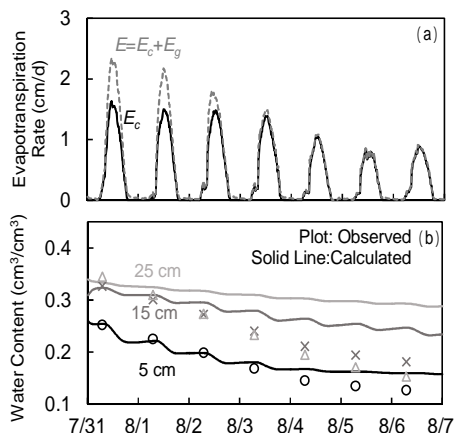 3
(a)
E=Ec+Eg
2
Ec
1
0
Evapotranspiration
Rate (cm/d)
Plot: Observed (b)
0.4
25 cm
Solid Line:Calculated
0.3
15 cm
0.2
5 cm
0.1
Water Content (cm³/cm³)
7/31 8/1 8/2 8/3 8/4 8/5 8/6 8/7